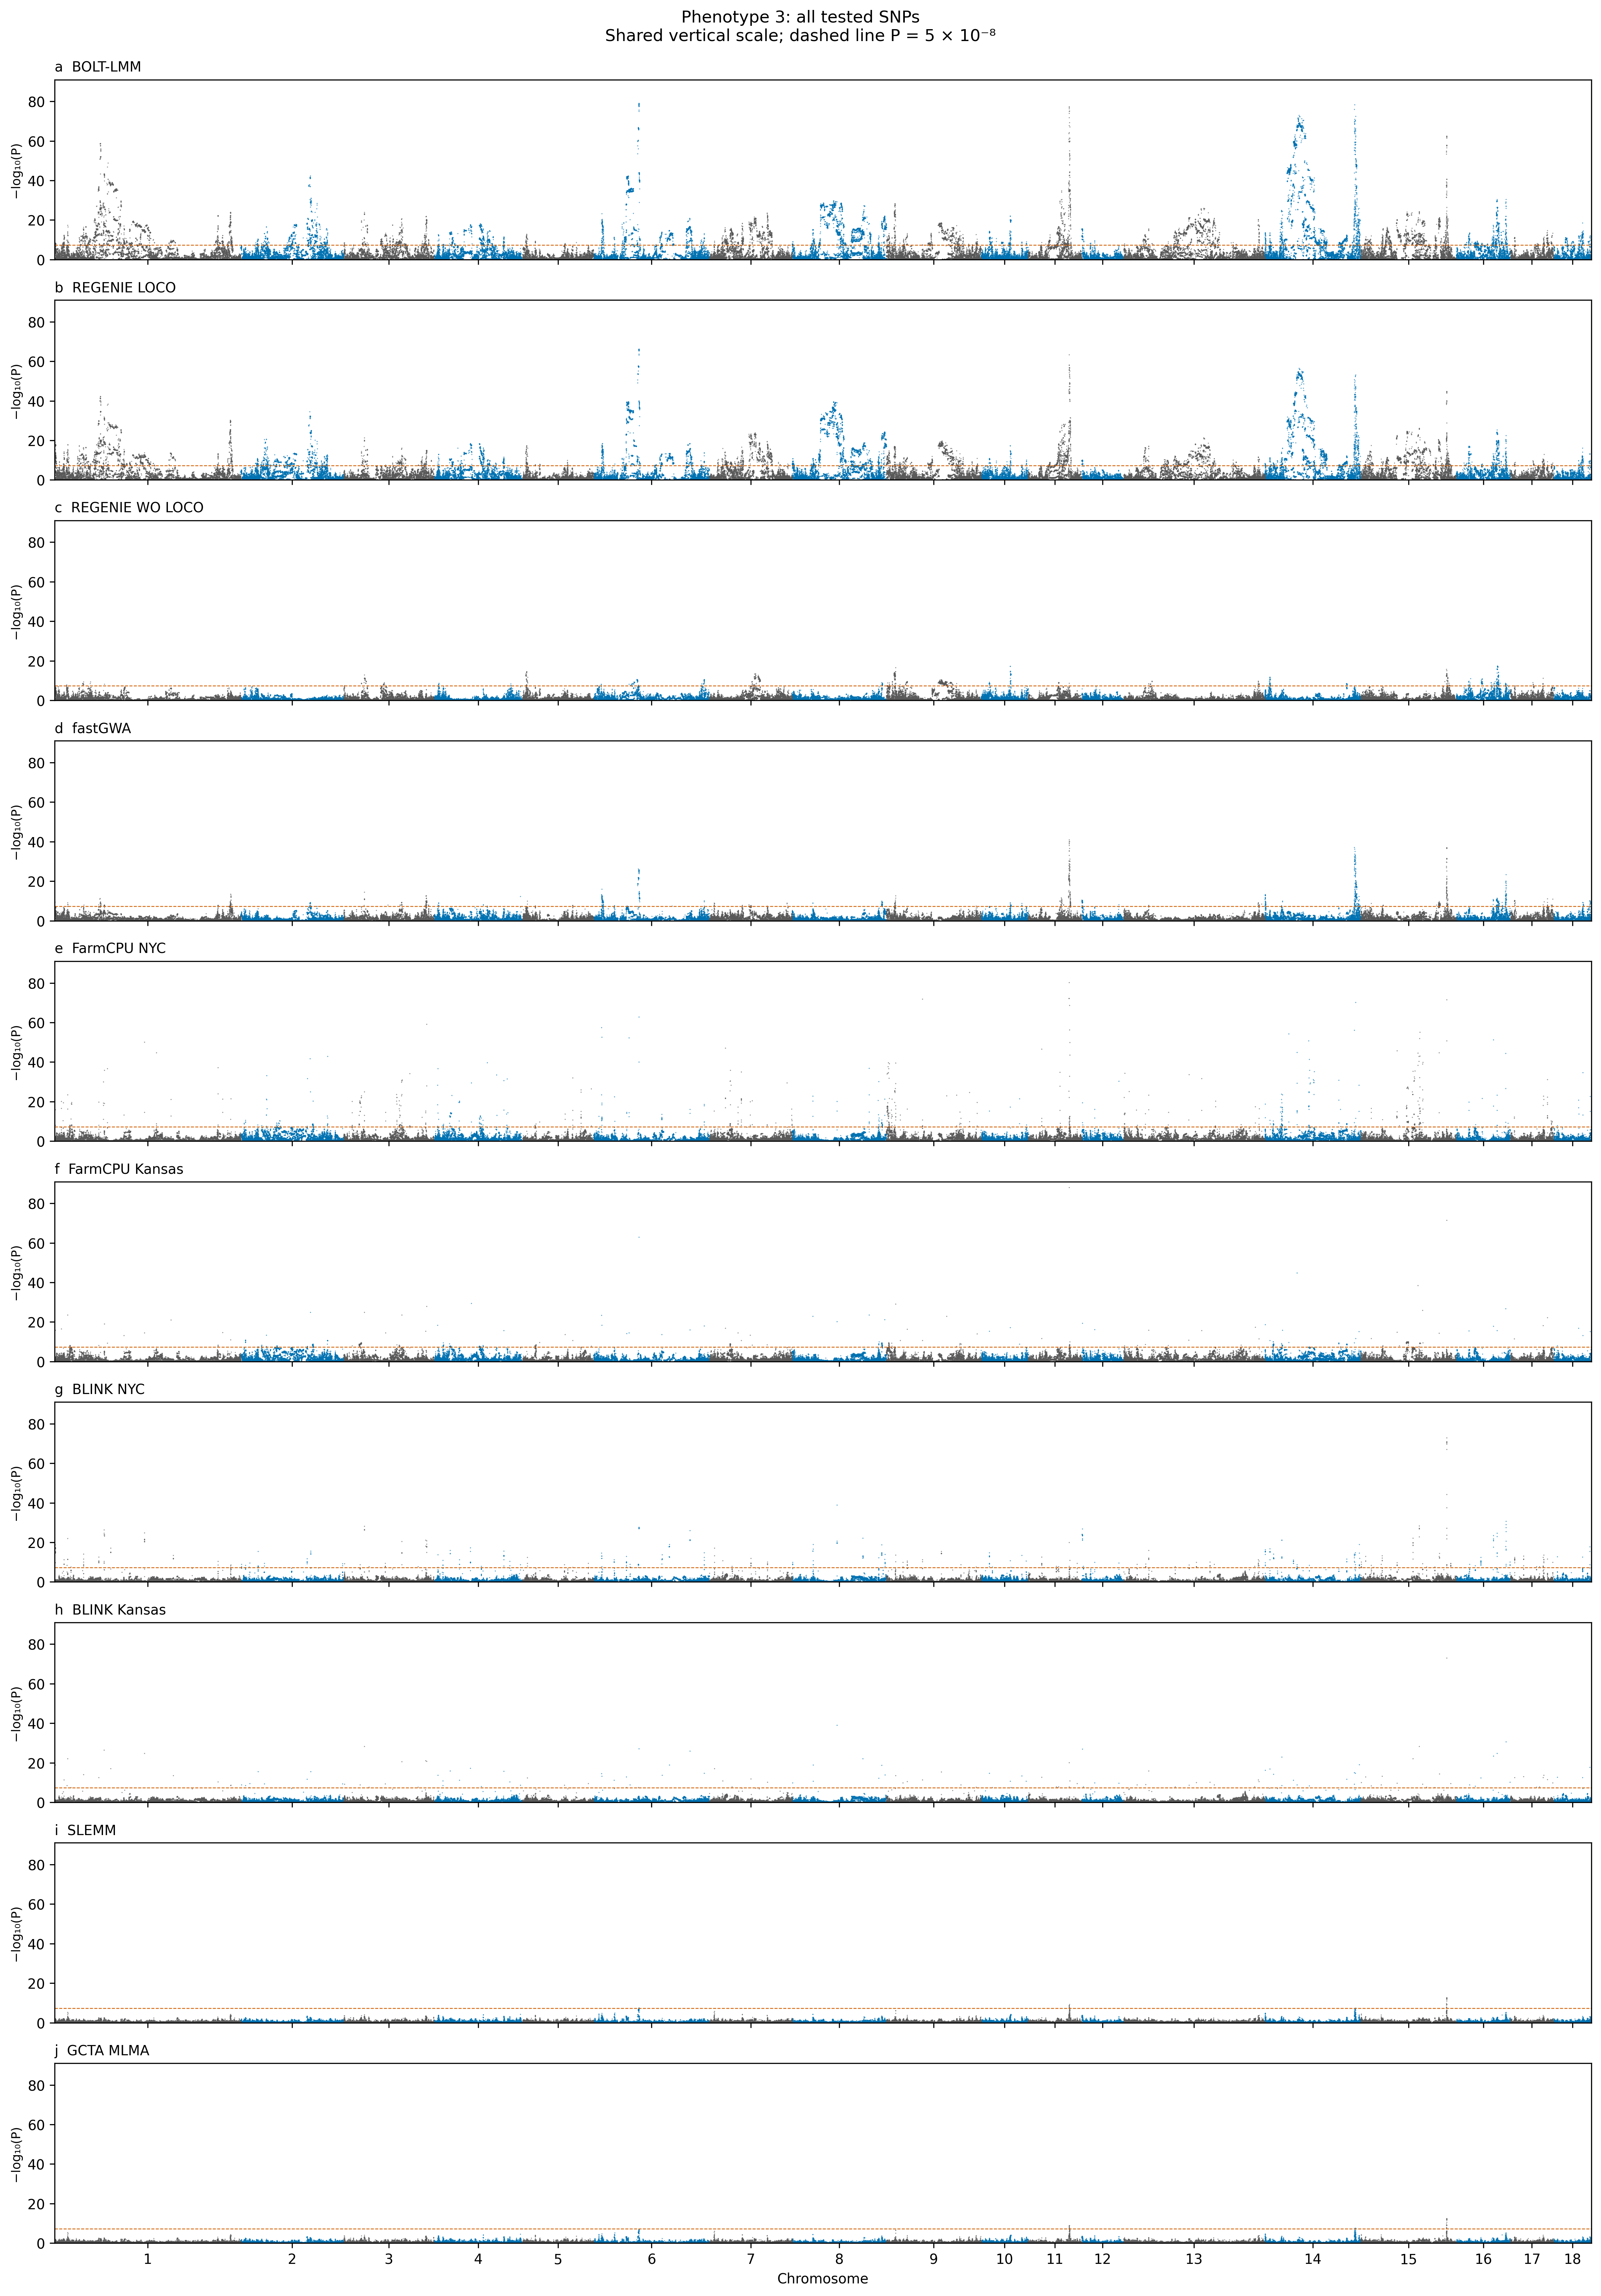 Phenotype 3: all tested SNPs
Shared vertical scale; dashed line P = 5 × 10⁻⁸
a BOLT-LMM
80
60
40
20
0
−log₁₀(P)
b REGENIE LOCO
80
60
40
20
0
−log₁₀(P)
c REGENIE WO LOCO
80
60
40
20
0
−log₁₀(P)
d fastGWA
80
60
40
20
0
−log₁₀(P)
e FarmCPU NYC
80
60
40
20
0
−log₁₀(P)
f FarmCPU Kansas
80
60
40
20
0
−log₁₀(P)
g BLINK NYC
80
60
40
20
0
−log₁₀(P)
h BLINK Kansas
80
60
40
20
0
−log₁₀(P)
i SLEMM
80
60
40
20
0
−log₁₀(P)
j GCTA MLMA
80
60
40
20
0
−log₁₀(P)
1 2 3 4 5 6 7 8 9 10 11 12 13 14 15 16 17 18
Chromosome